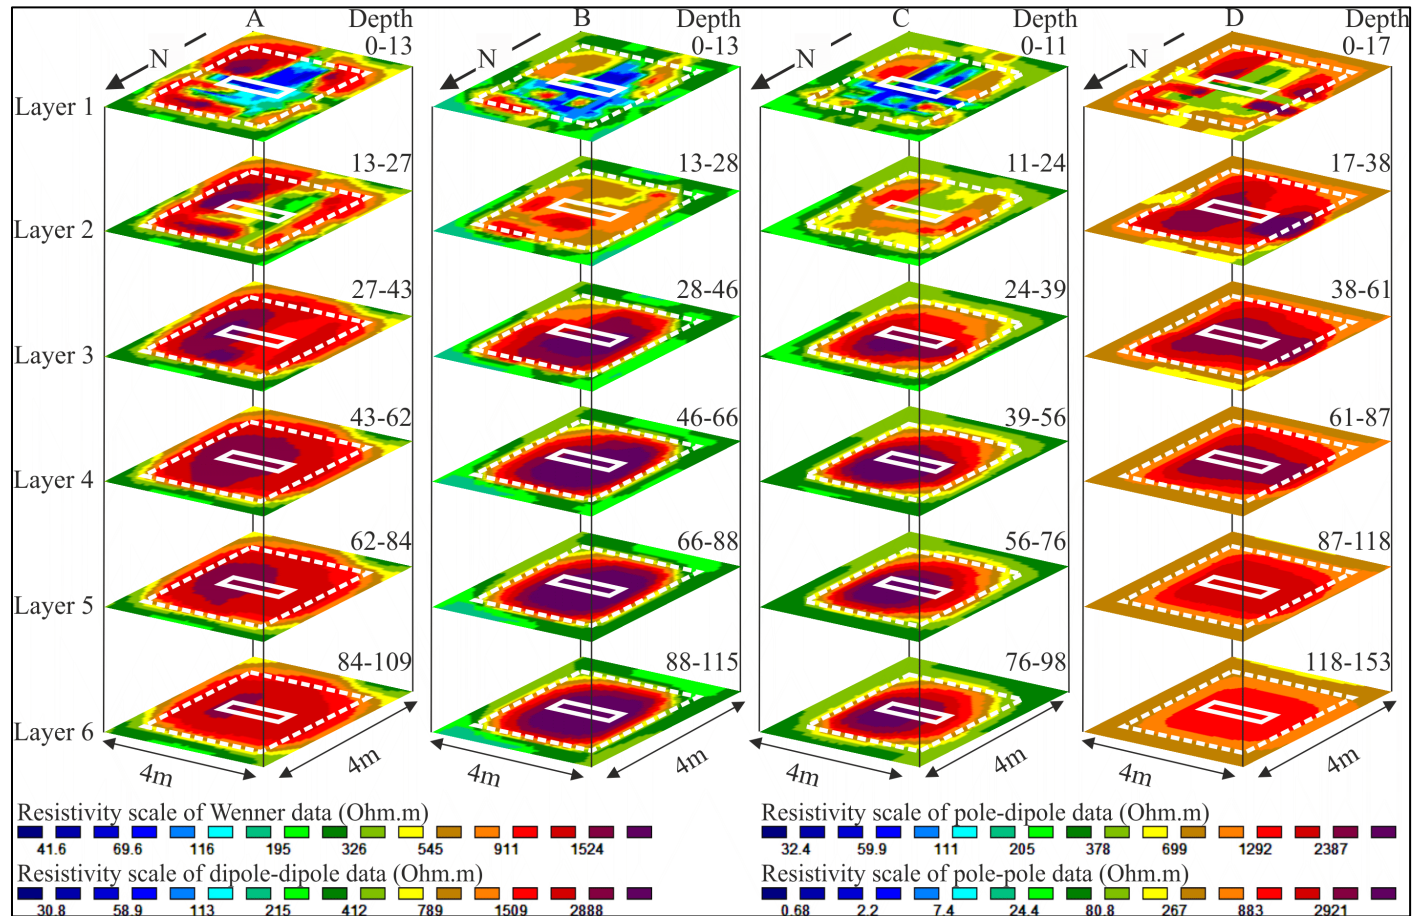 A Depth B Depth C Depth D Depth
N 0-13 N 0-13 N 0-11 N 0-17
Layer 1
13-27 13-28 11-24 17-38
Layer 2
27-43 28-46 24-39 38-61
Layer 3
43-62 46-66 39-56 61-87
Layer 4
62-84 66-88 56-76 87-118
Layer 5
84-109 88-115 76-98 118-153
Layer 6
4m 4m 4m 4m 4m 4m 4m 4m
Resistivity scale of Wenner data (Ohm.m)
41.6 69.6 116 195 326 545 911 1524
Resistivity scale of dipole-dipole data (Ohm.m)
30.8 58.9 113 215 412 789 1509 2888
Resistivity scale of pole-dipole data (Ohm.m)
32.4 59.9 111 205 378 699 1292 2387
Resistivity scale of pole-pole data (Ohm.m)
0.68 2.2 7.4 24.4 80.8 267 883 2921